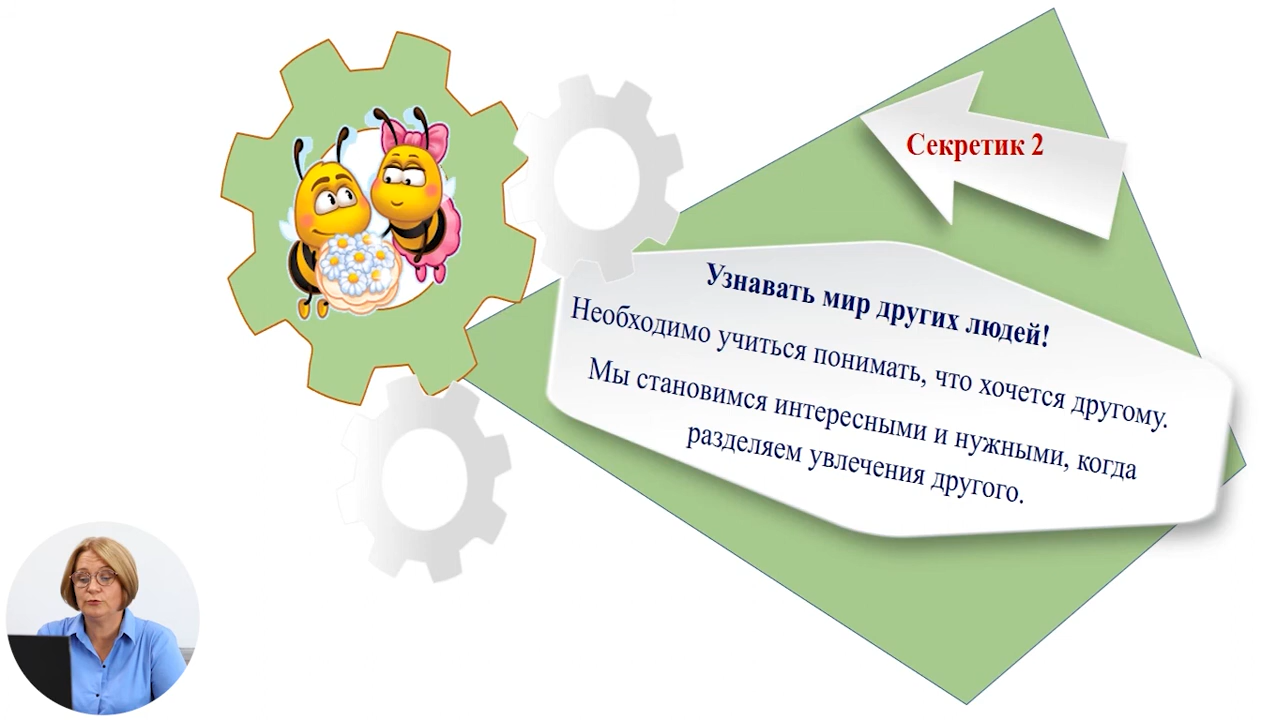 Секретик 2
Узнавать мир других людей!
Необходимо учиться понимать, что хочется другому.
Мы становимся интересными и нужными, когда
разделяем увлечения другого.